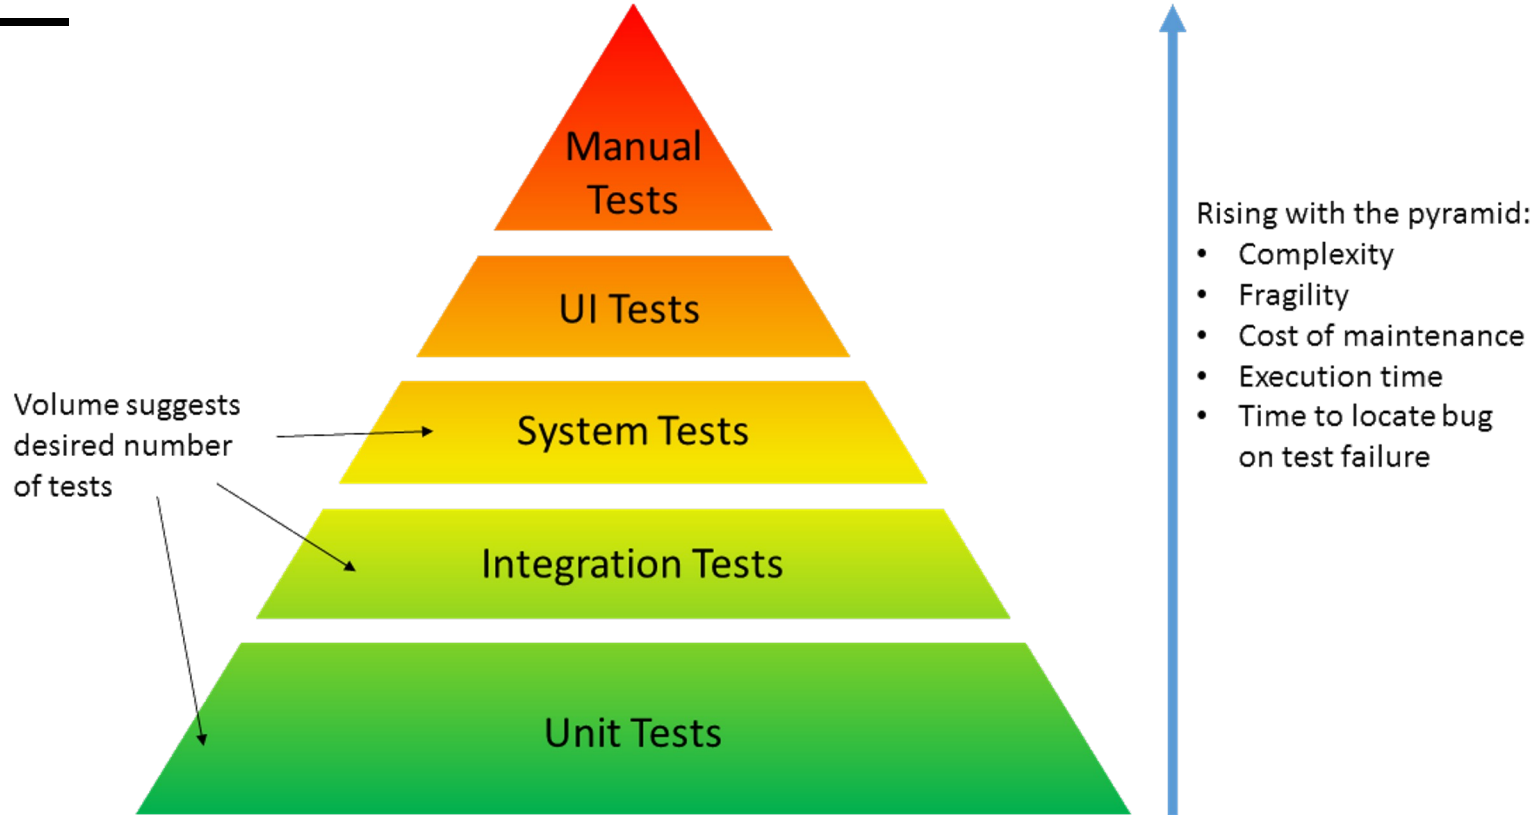 Manual
Tests
UI Tests
System Tests
Integration Tests
Unit Tests
Volume suggests
desired number
of tests
Rising with the pyramid:
• Complexity
• Fragility
• Cost of maintenance
• Execution time
• Time to locate bug
on test failure